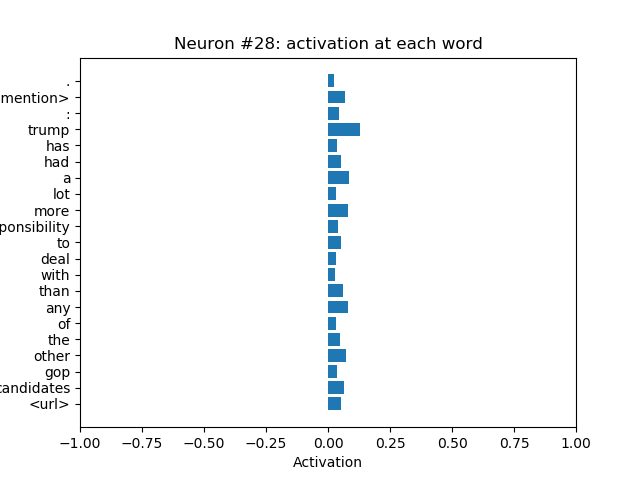 Neuron #28: activation at each word
.
mention>
:
trump
has
had
a
lot
more
ponsibility
to
deal
with
than
any
of
the
other
gop
candidates
<url>
−1.00 −0.75 −0.50 −0.25 0.00 0.25 0.50 0.75 1.00
Activation